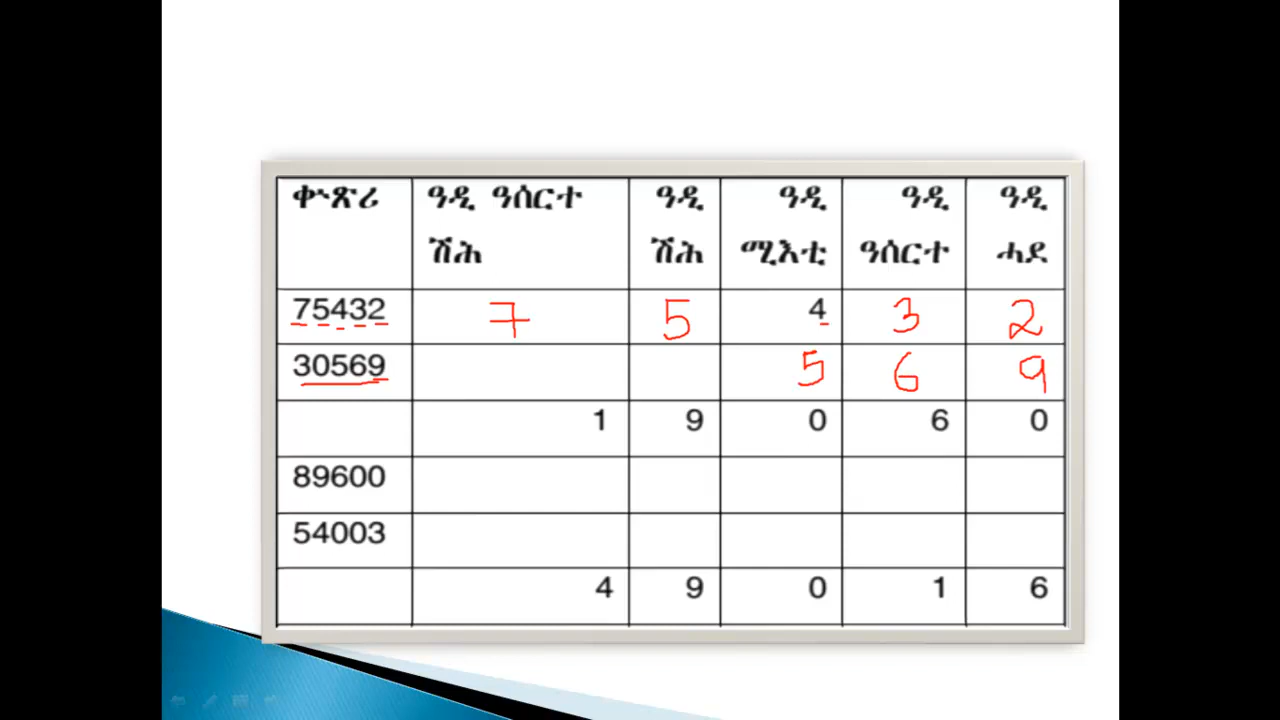 ቍጽሪ ዓዲ ዓሰርተ ሽሕ ዓዲ ሽሕ ዓዲ ሚእቲ ዓዲ ዓሰርተ ዓዲ ሓደ
75432 7 5 4 3 2
30569 5 6 9
1 9 0 6 0
89600
54003
4 9 0 1 6